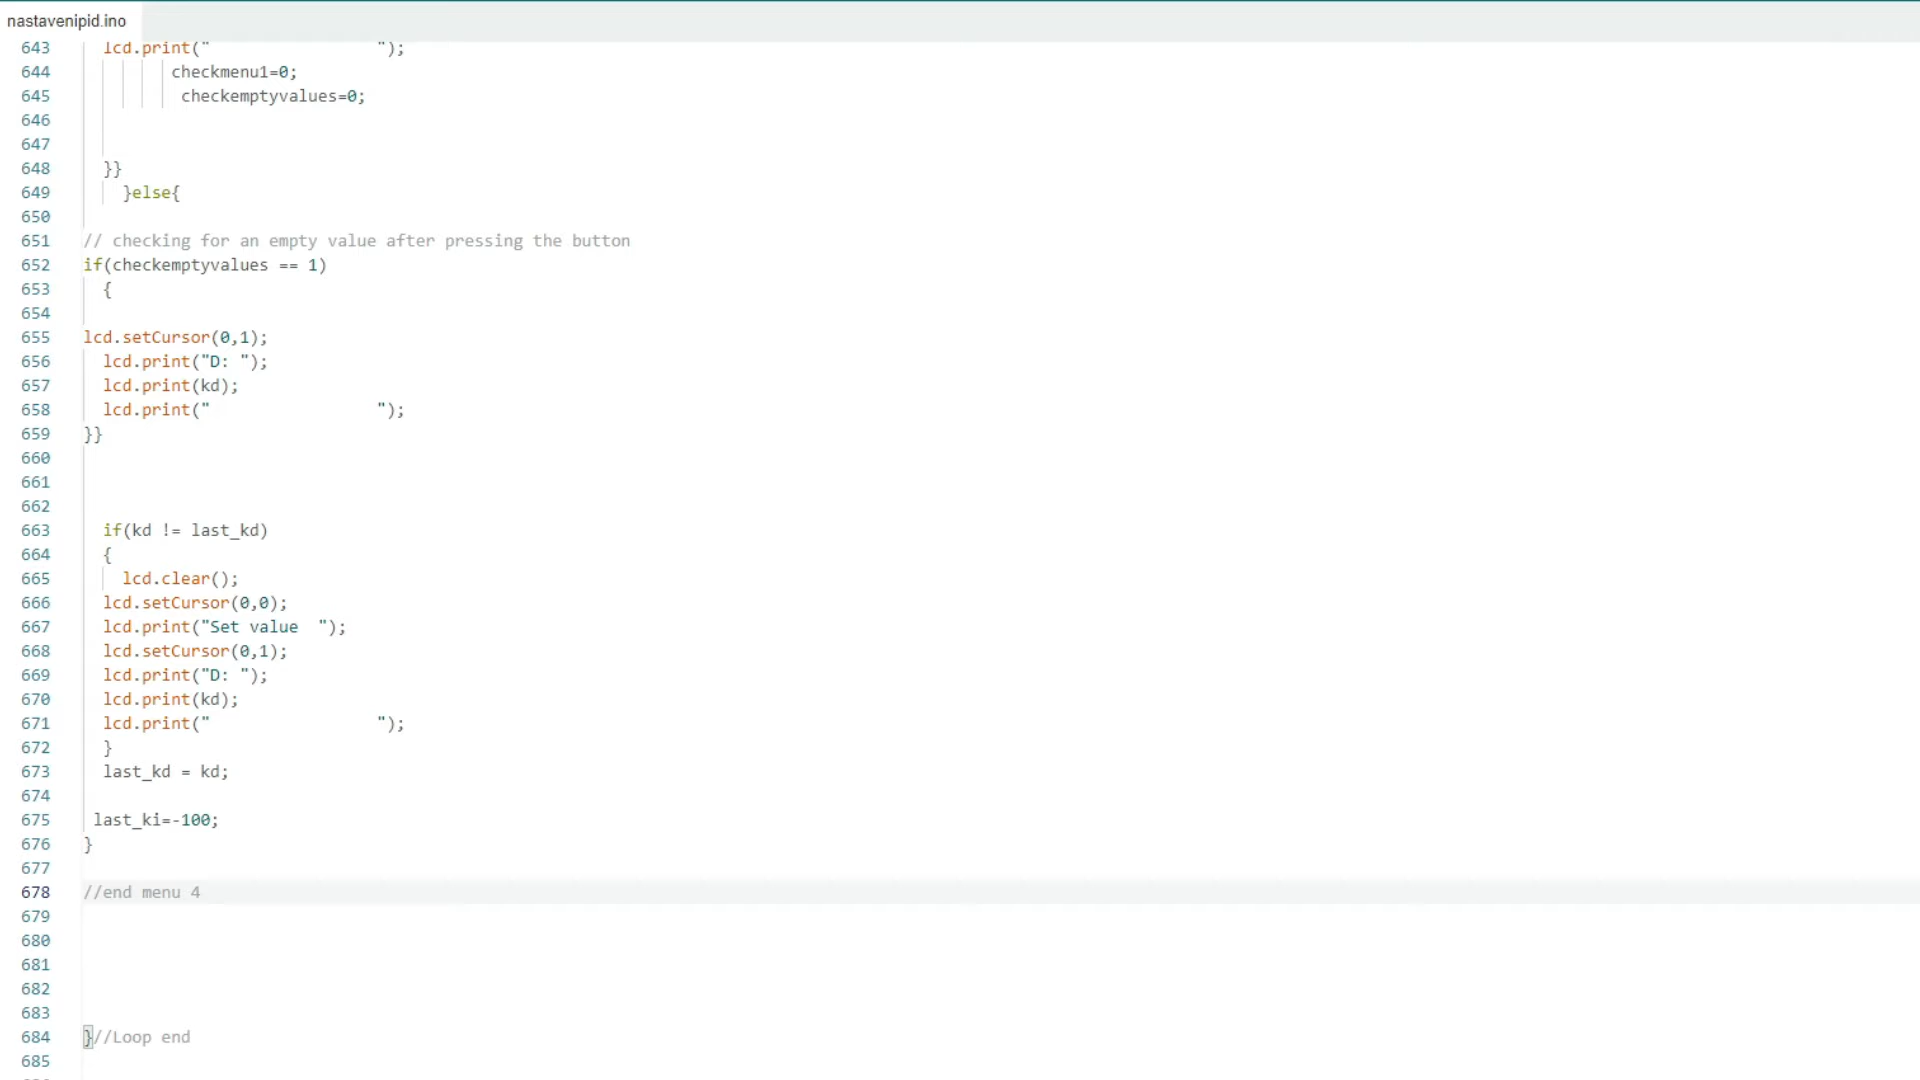 nastavenipid.ino
643 lcd.print("                 ");
644 checkmenu1=0;
645 checkemptyvalues=0;
646
647
648 }}
649 }else{
650
651 // checking for an empty value after pressing the button
652 if(checkemptyvalues == 1)
653 {
654
655 lcd.setCursor(0,1);
656 lcd.print("D: ");
657 lcd.print(kd);
658 lcd.print("                 ");
659 }}
660
661
662
663 if(kd != last_kd)
664 {
665 lcd.clear();
666 lcd.setCursor(0,0);
667 lcd.print("Set value  ");
668 lcd.setCursor(0,1);
669 lcd.print("D: ");
670 lcd.print(kd);
671 lcd.print("                 ");
672 }
673 last_kd = kd;
674
675 last_ki=-100;
676 }
677
678 //end menu 4
679
680
681
682
683
684 }//Loop end
685